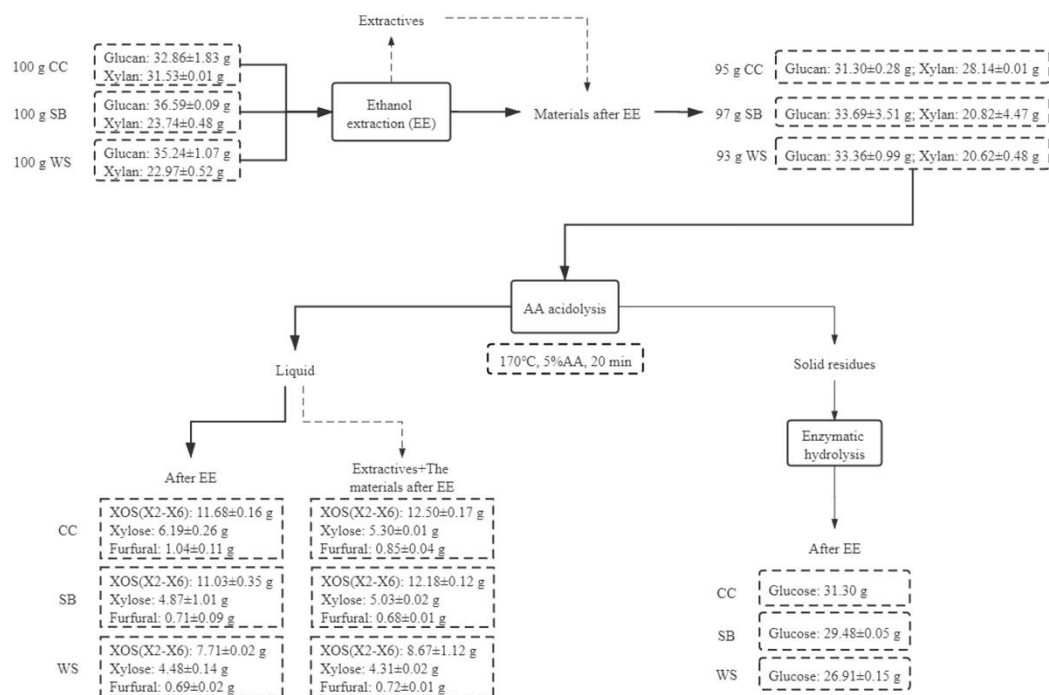 Extractives
100 g CC
Glucan: 32.86±1.83 g
Xylan: 31.53±0.01 g
100 g SB
Glucan: 36.59±0.09 g
Xylan: 23.74±0.48 g
100 g WS
Glucan: 35.24±1.07 g
Xylan: 22.97±0.52 g
Ethanol
extraction (EE)
Materials after EE
95 g CC
Glucan: 31.30±0.28 g; Xylan: 28.14±0.01 g
97 g SB
Glucan: 33.69±3.51 g; Xylan: 20.82±4.47 g
93 g WS
Glucan: 33.36±0.99 g; Xylan: 20.62±0.48 g
AA acidolysis
170℃, 5%AA, 20 min
Liquid
Solid residues
Enzymatic
hydrolysis
After EE
Extractives+The
materials after EE
CC
XOS(X2-X6): 11.68±0.16 g
Xylose: 6.19±0.26 g
Furfural: 1.04±0.11 g
XOS(X2-X6): 12.50±0.17 g
Xylose: 5.30±0.01 g
Furfural: 0.85±0.04 g
SB
XOS(X2-X6): 11.03±0.35 g
Xylose: 4.87±1.01 g
Furfural: 0.71±0.09 g
XOS(X2-X6): 12.18±0.12 g
Xylose: 5.03±0.02 g
Furfural: 0.68±0.01 g
WS
XOS(X2-X6): 7.71±0.02 g
Xylose: 4.48±0.14 g
Furfural: 0.69±0.02 g
XOS(X2-X6): 8.67±1.12 g
Xylose: 4.31±0.02 g
Furfural: 0.72±0.01 g
After EE
CC
Glucose: 31.30 g
SB
Glucose: 29.48±0.05 g
WS
Glucose: 26.91±0.15 g